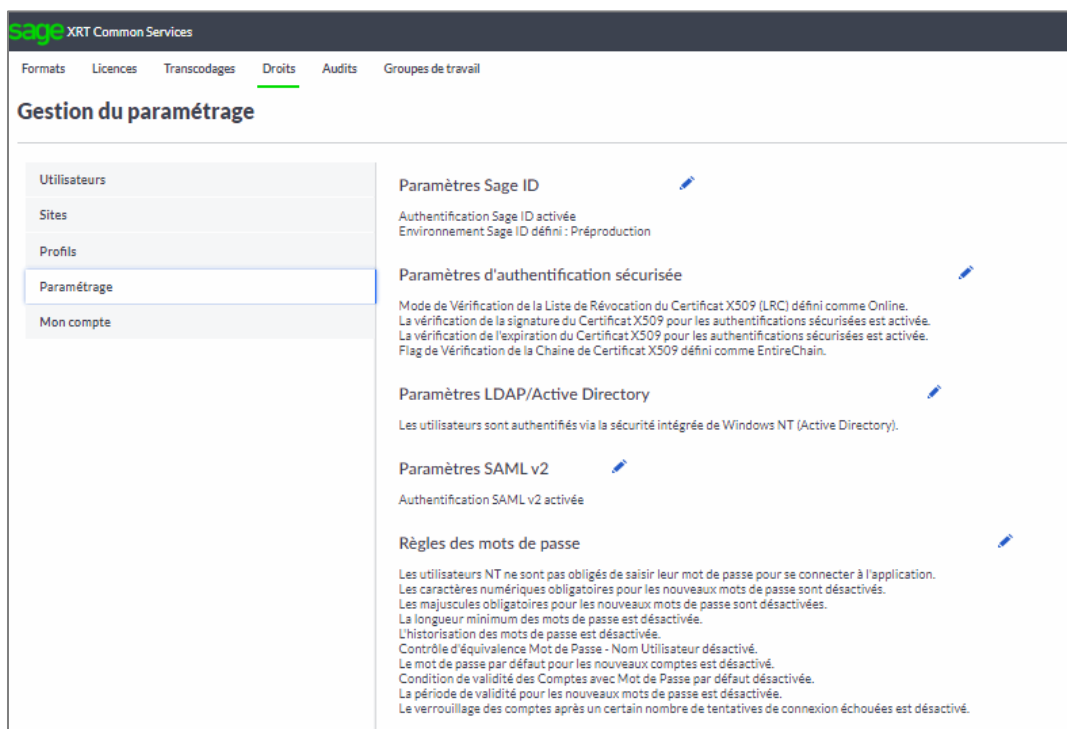 sage XRT Common Services
Formats Licences Transcodages Droits Audits Groupes de travail
Gestion du paramétrage
Utilisateurs
Sites
Profils
Paramétrage
Mon compte
Paramètres Sage ID
Authentification Sage ID activée
Environnement Sage ID défini : Préproduction
Paramètres d'authentification sécurisée
Mode de Vérification de la Liste de Révocation du Certificat X509 (LRC) défini comme Online.
La vérification de la signature du Certificat X509 pour les authentifications sécurisées est activée.
La vérification de l'expiration du Certificat X509 pour les authentifications sécurisées est activée.
Flag de Vérification de la Chaine de Certificat X509 défini comme EntireChain.
Paramètres LDAP/Active Directory
Les utilisateurs sont authentifiés via la sécurité intégrée de Windows NT (Active Directory).
Paramètres SAML v2
Authentification SAML v2 activée
Règles des mots de passe
Les utilisateurs NT ne sont pas obligés de saisir leur mot de passe pour se connecter à l'application.
Les caractères numériques obligatoires pour les nouveaux mots de passe sont désactivés.
Les majuscules obligatoires pour les nouveaux mots de passe sont désactivées.
La longueur minimum des mots de passe est désactivée.
L'historisation des mots de passe est désactivée.
Contrôle d'équivalence Mot de Passe - Nom Utilisateur désactivé.
Le mot de passe par défaut pour les nouveaux comptes est désactivé.
Condition de validité des Comptes avec Mot de Passe par défaut désactivée.
La période de validité pour les nouveaux mots de passe est désactivée.
Le verrouillage des comptes après un certain nombre de tentatives de connexion échouées est désactivé.